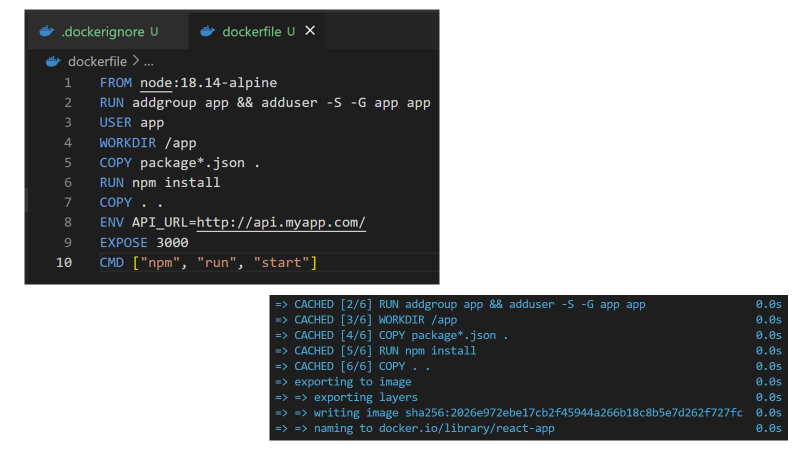 .dockerignore U dockerfile U ×
dockerfile > ...
1 FROM node:18.14-alpine
2 RUN addgroup app && adduser -S -G app app
3 USER app
4 WORKDIR /app
5 COPY package*.json .
6 RUN npm install
7 COPY . .
8 ENV API_URL=http://api.myapp.com/
9 EXPOSE 3000
10 CMD ["npm", "run", "start"]
=> CACHED [2/6] RUN addgroup app && adduser -S -G app app 0.0s
=> CACHED [3/6] WORKDIR /app 0.0s
=> CACHED [4/6] COPY package*.json . 0.0s
=> CACHED [5/6] RUN npm install 0.0s
=> CACHED [6/6] COPY . . 0.0s
=> exporting to image 0.0s
=> => exporting layers 0.0s
=> => writing image sha256:2026e972ebe17cb2f45944a266b18c8b5e7d262f727fc 0.0s
=> => naming to docker.io/library/react-app 0.0s